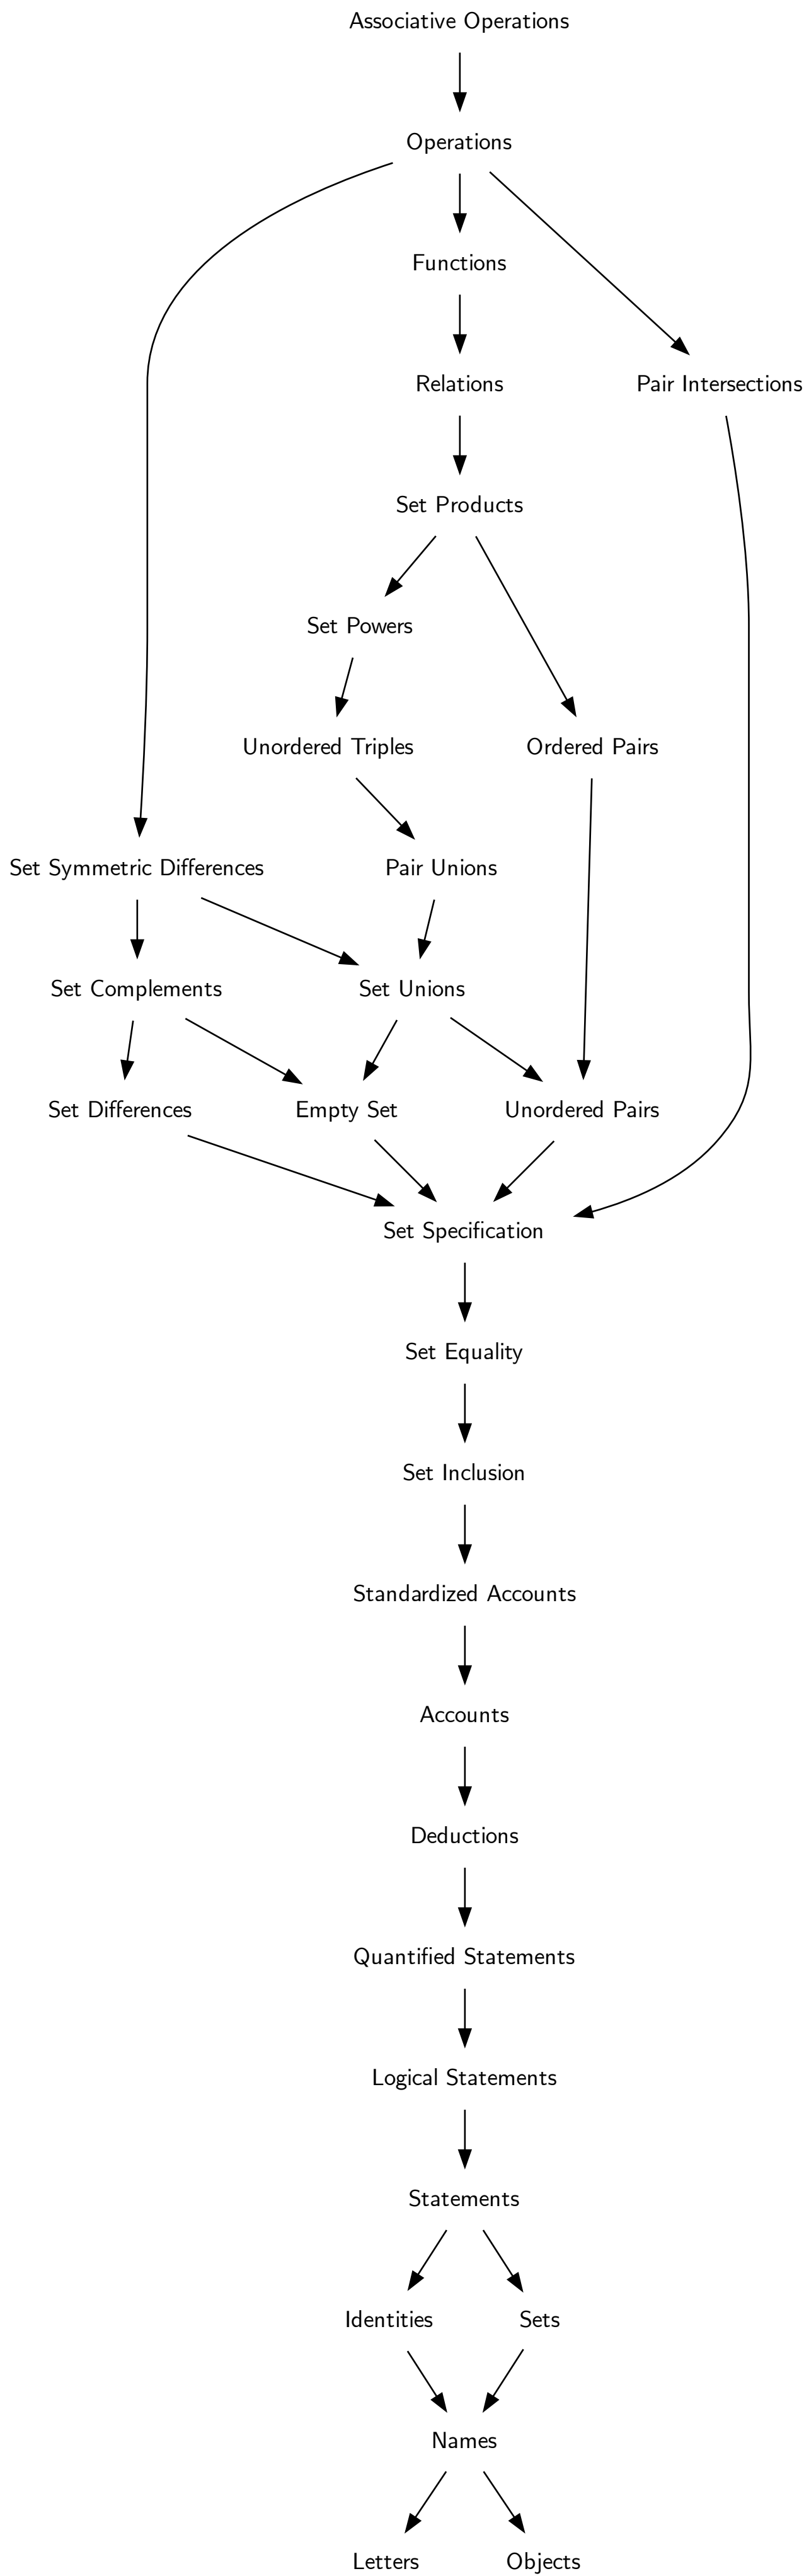 Associative Operations
Operations
Functions
Relations
Pair Intersections
Set Products
Set Powers
Unordered Triples
Ordered Pairs
Set Symmetric Differences
Pair Unions
Set Complements
Set Unions
Set Differences
Empty Set
Unordered Pairs
Set Specification
Set Equality
Set Inclusion
Standardized Accounts
Accounts
Deductions
Quantified Statements
Logical Statements
Statements
Identities
Sets
Names
Letters
Objects